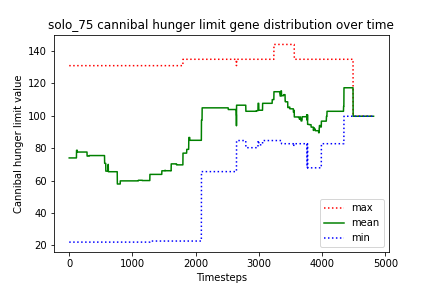 solo_75 cannibal hunger limit gene distribution over time
Cannibal hunger limit value
140
120
100
80
60
40
20
max
mean
min
0 1000 2000 3000 4000 5000
Timesteps